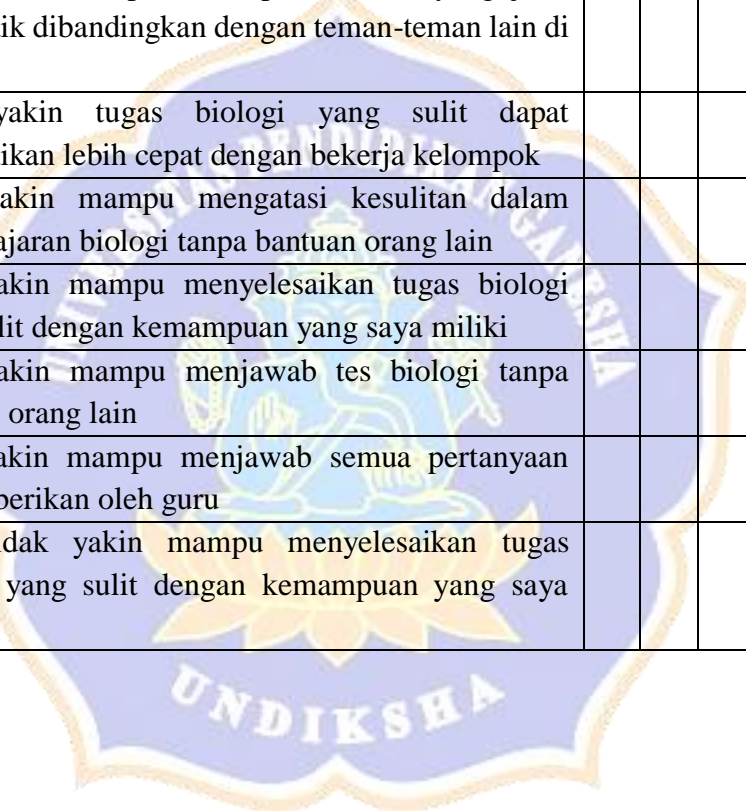 ik dibandingkan dengan teman-teman lain di
yakin tugas biologi yang sulit dapat
ikan lebih cepat dengan bekerja kelompok
akin mampu mengatasi kesulitan dalam
ajaran biologi tanpa bantuan orang lain
akin mampu menyelesaikan tugas biologi
lit dengan kemampuan yang saya miliki
akin mampu menjawab tes biologi tanpa
orang lain
akin mampu menjawab semua pertanyaan
berikan oleh guru
dak yakin mampu menyelesaikan tugas
yang sulit dengan kemampuan yang saya
UNIVERSITAS PENDIDIKAN GANESHA
UNDIKSHA